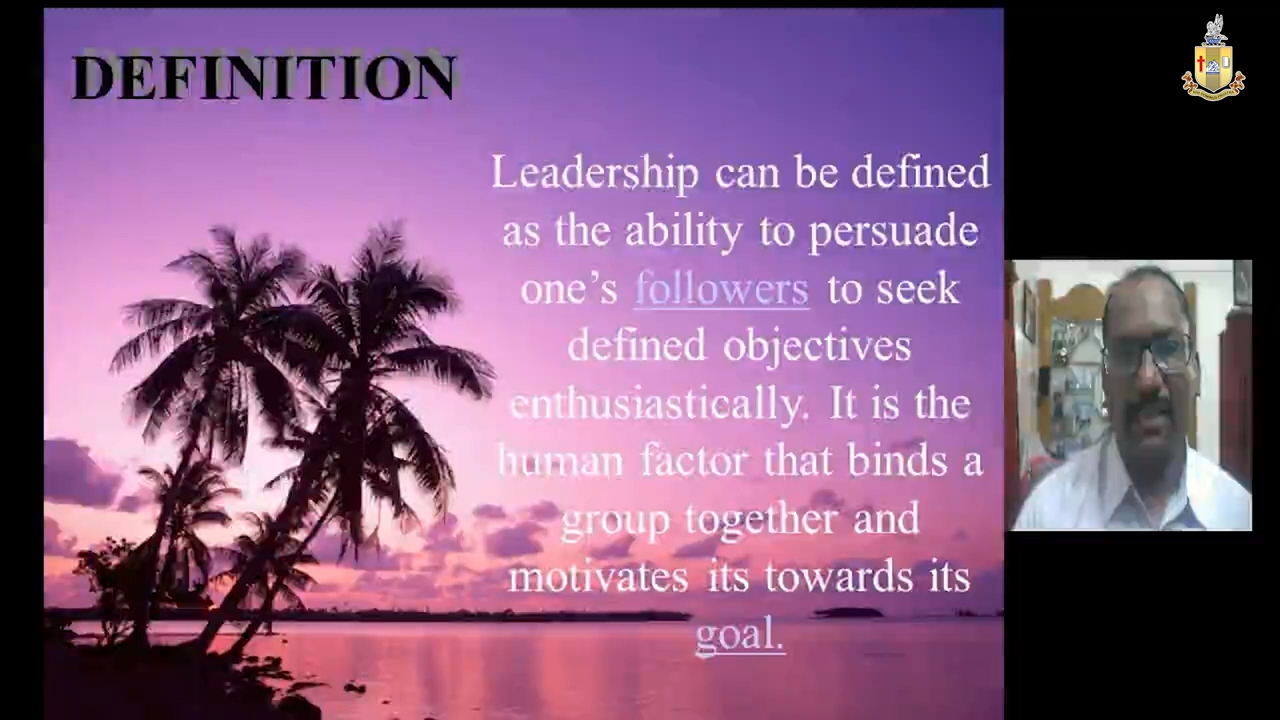 DEFINITION
Leadership can be defined
as the ability to persuade
one’s followers to seek
defined objectives
enthusiastically. It is the
human factor that binds a
group together and
motivates its towards its
goal.